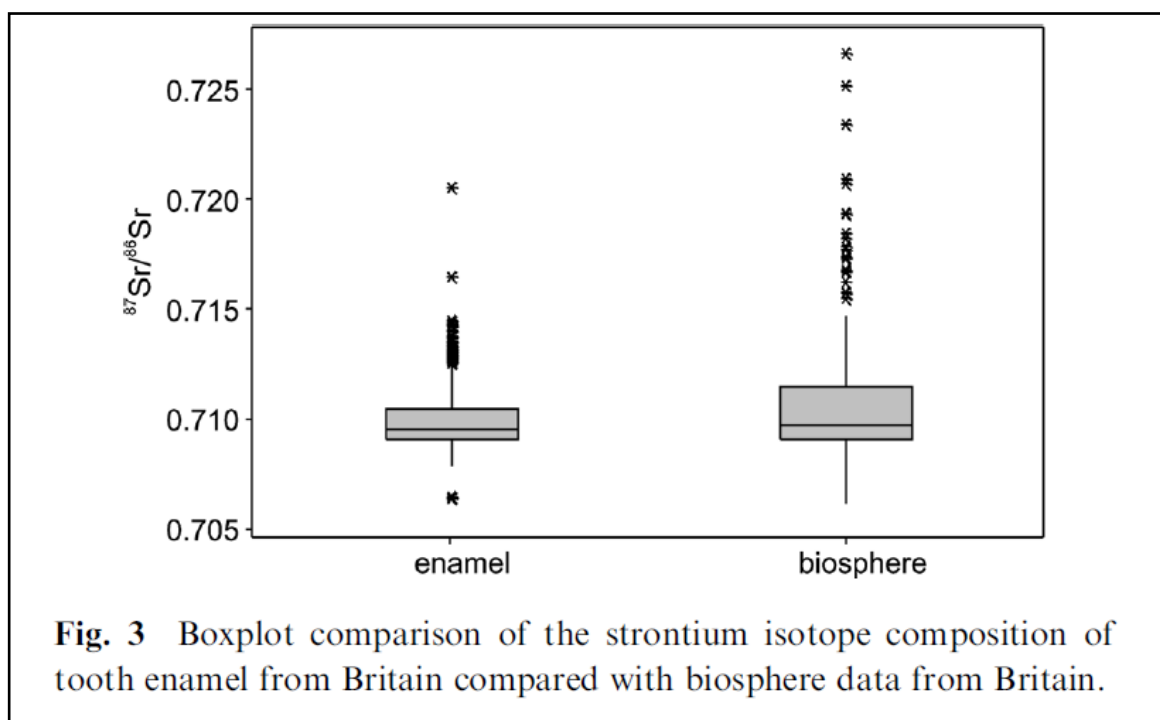 0.725
0.720
0.715
0.710
0.705
⁸⁷Sr/⁸⁶Sr
enamel biosphere
Fig. 3 Boxplot comparison of the strontium isotope composition of
tooth enamel from Britain compared with biosphere data from Britain.